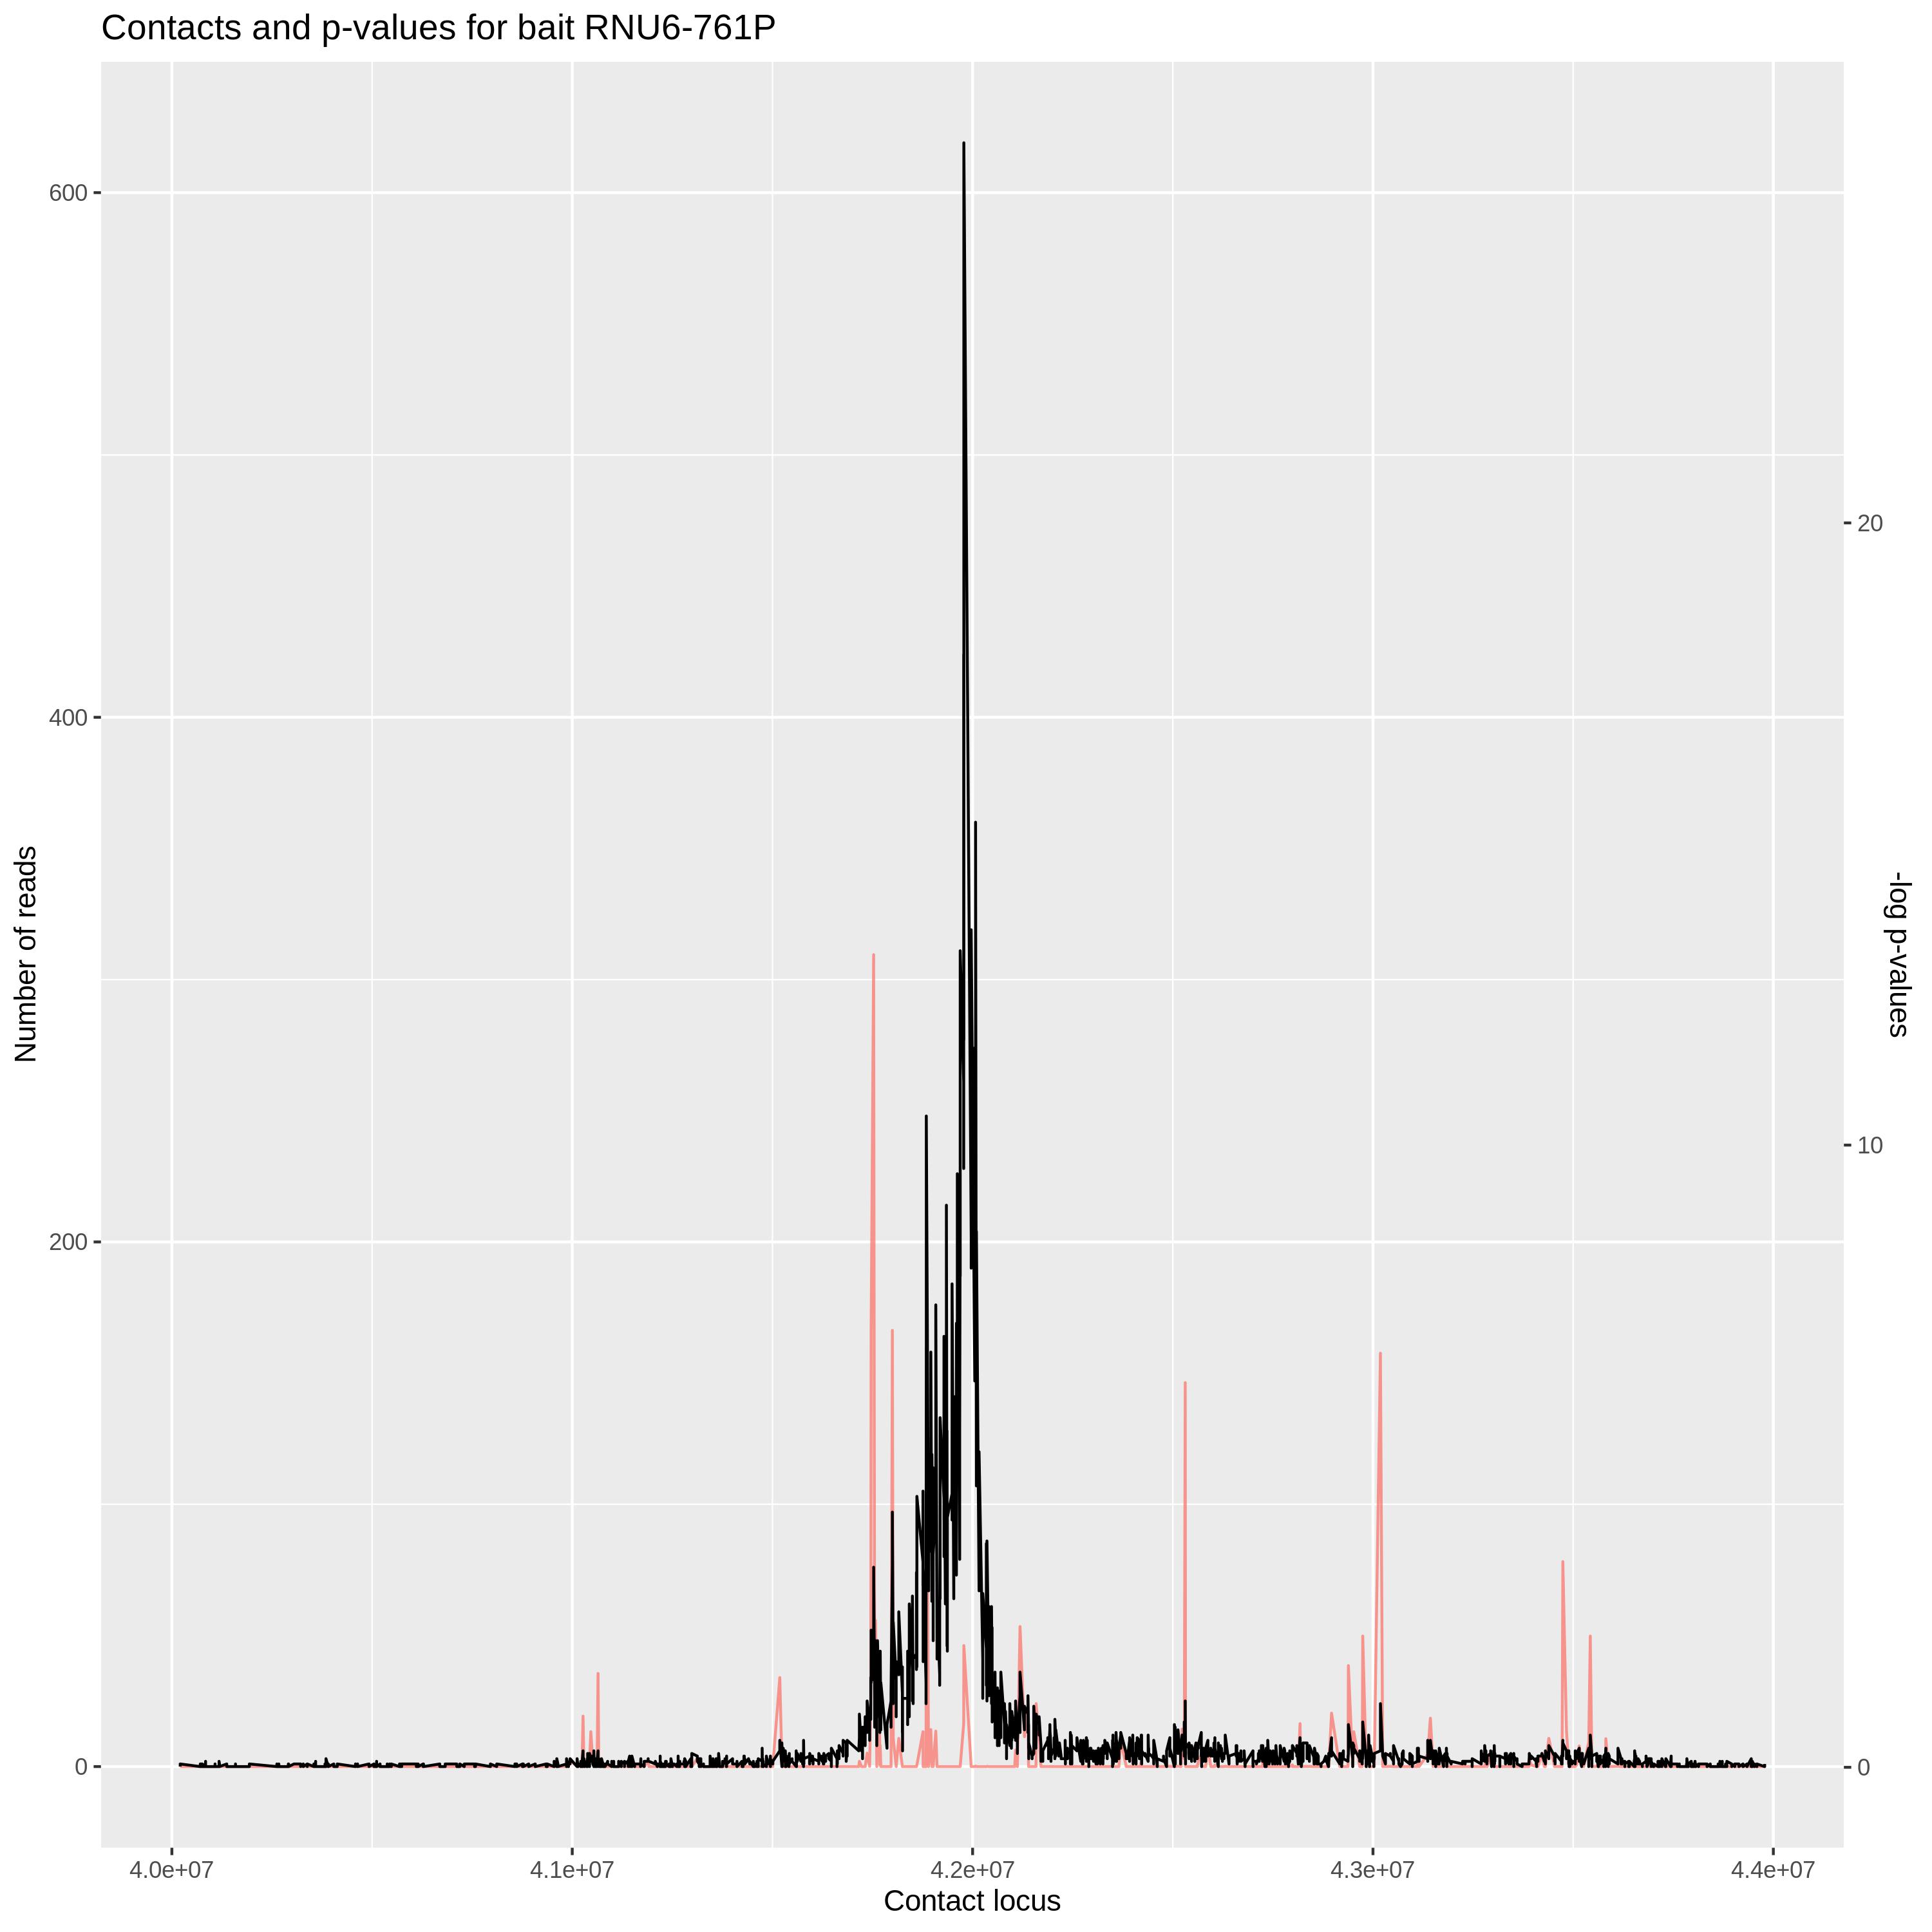 Contacts and p-values for bait RNU6-761P
600
400
200
0
Number of reads
20
10
0
-log p-values
4.0e+07 4.1e+07 4.2e+07 4.3e+07 4.4e+07
Contact locus